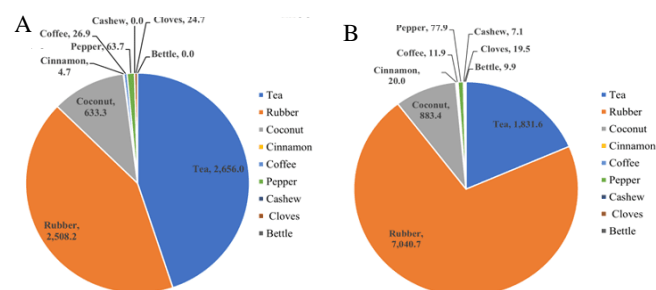 A
Cashew, 0.0
Cloves, 24.7
Coffee, 26.9
Pepper, 63.7
Bettle, 0.0
Cinnamon,
4.7
Coconut,
633.3
Tea, 2,656.0
Rubber,
2,508.2
Tea
Rubber
Coconut
Cinnamon
Coffee
Pepper
Cashew
Cloves
Bettle
B
Pepper, 77.9
Cashew, 7.1
Coffee, 11.9
Cloves, 19.5
Cinnamon,
20.0
Bettle, 9.9
Coconut,
883.4
Tea, 1,831.6
Rubber,
7,040.7
Tea
Rubber
Coconut
Cinnamon
Coffee
Pepper
Cashew
Cloves
Bettle